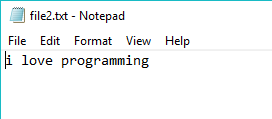 file2.txt - Notepad
File Edit Format View Help
i love programming